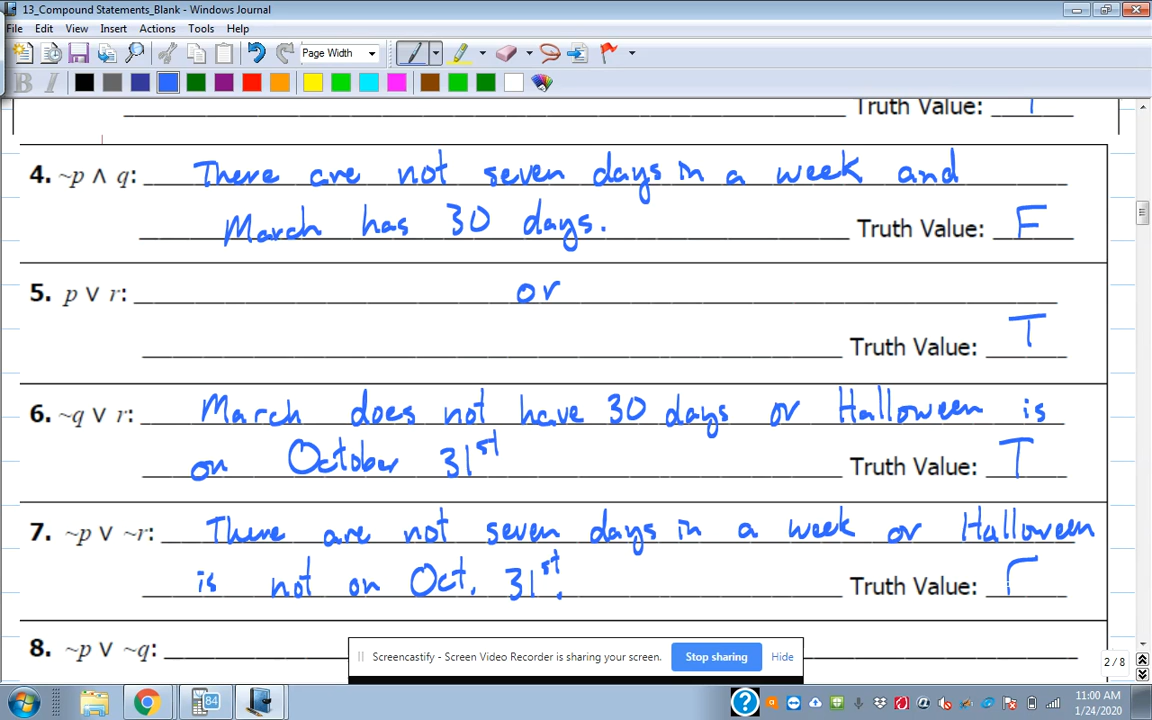 13_Compound Statements_Blank - Windows Journal
File Edit View Insert Actions Tools Help
Page Width
B I
Truth Value: T
4. ~p ∧ q: There are not seven days in a week and
March has 30 days. Truth Value: F
5. p ∨ r: or
Truth Value: T
6. ~q ∨ r: March does not have 30 days or Halloween is
on October 31st Truth Value: T
7. ~p ∨ ~r: There are not seven days in a week or Halloween
is not on Oct. 31st. Truth Value:
8. ~p ∨ ~q:
Screencastify - Screen Video Recorder is sharing your screen. Stop sharing Hide
2 / 8
84
11:00 AM
1/24/2020